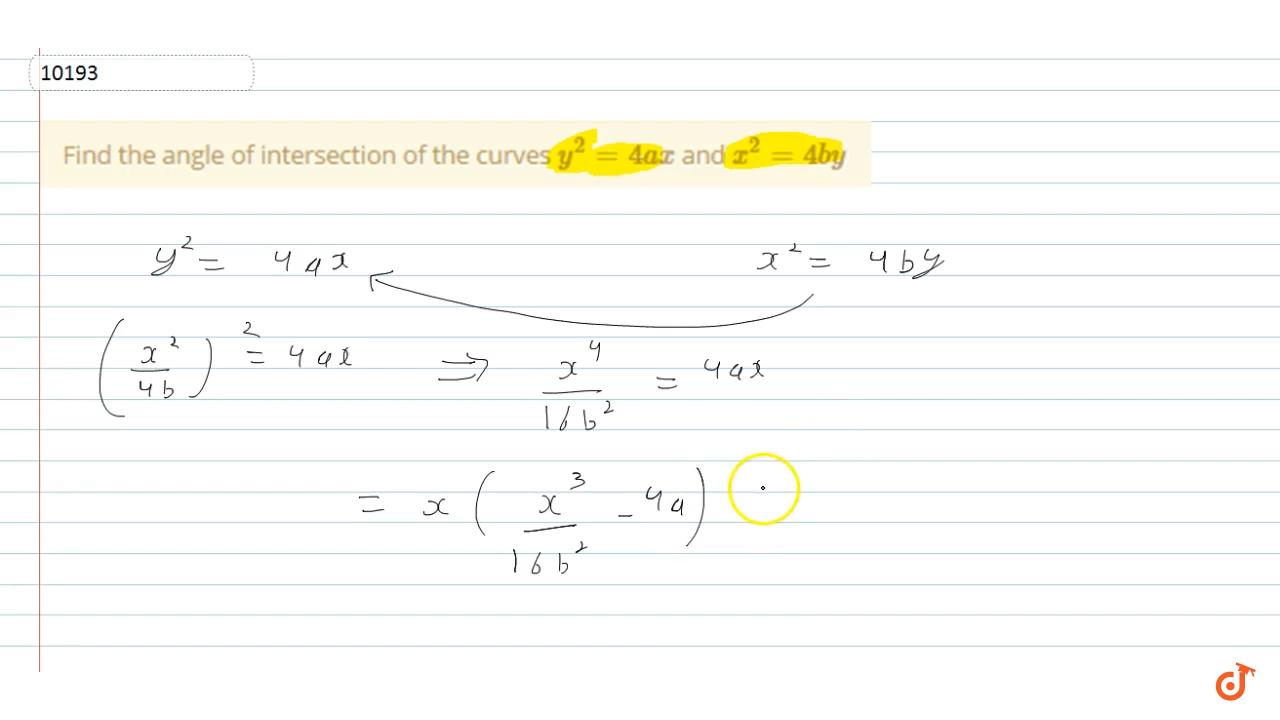 10193
Find the angle of intersection of the curves y² = 4ax and x² = 4by
y² = 4ax x² = 4by
(x²/4b)² = 4ax ⇒ x⁴/16b² = 4ax
= x (x³/16b² - 4a)